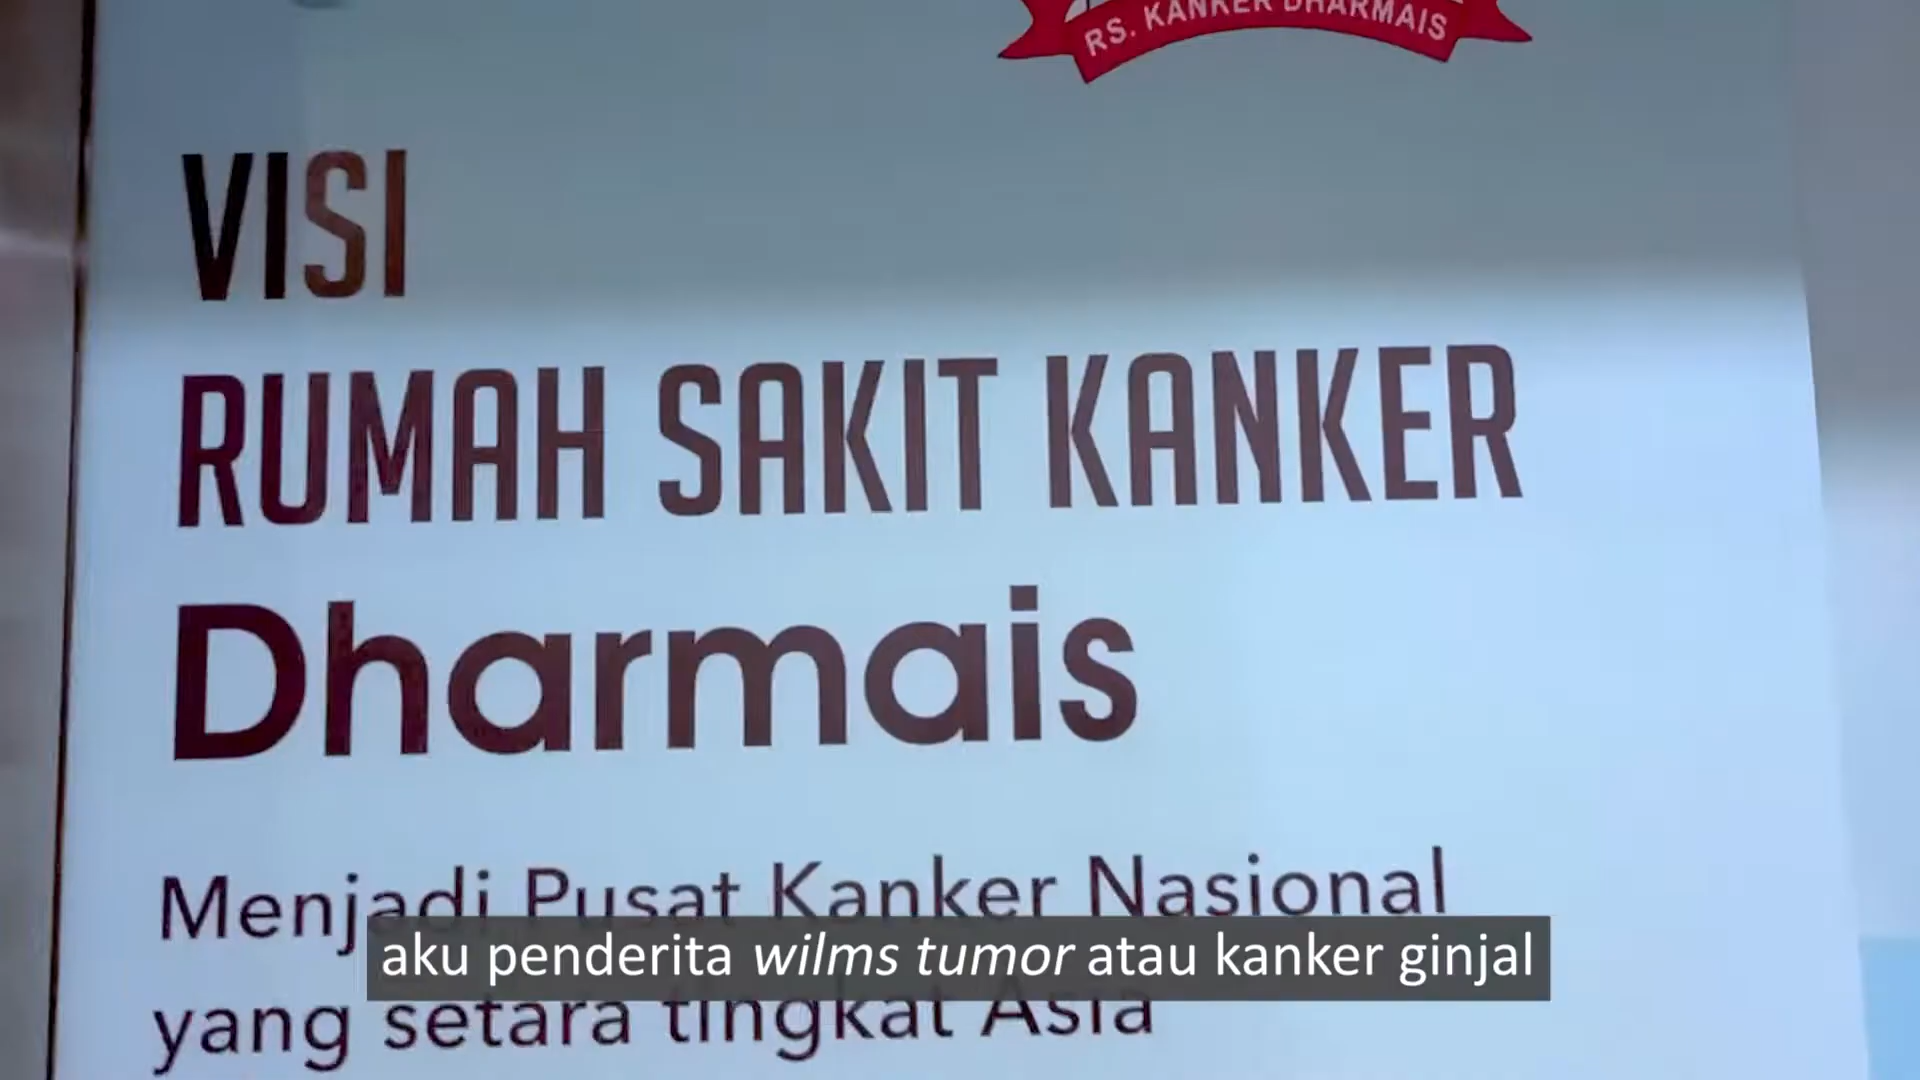 RS. KANKER DHARMAIS
VISI
RUMAH SAKIT KANKER
Dharmais
Menjadi Pusat Kanker Nasional
aku penderita wilms tumor atau kanker ginjal
yang setara tingkat Asia